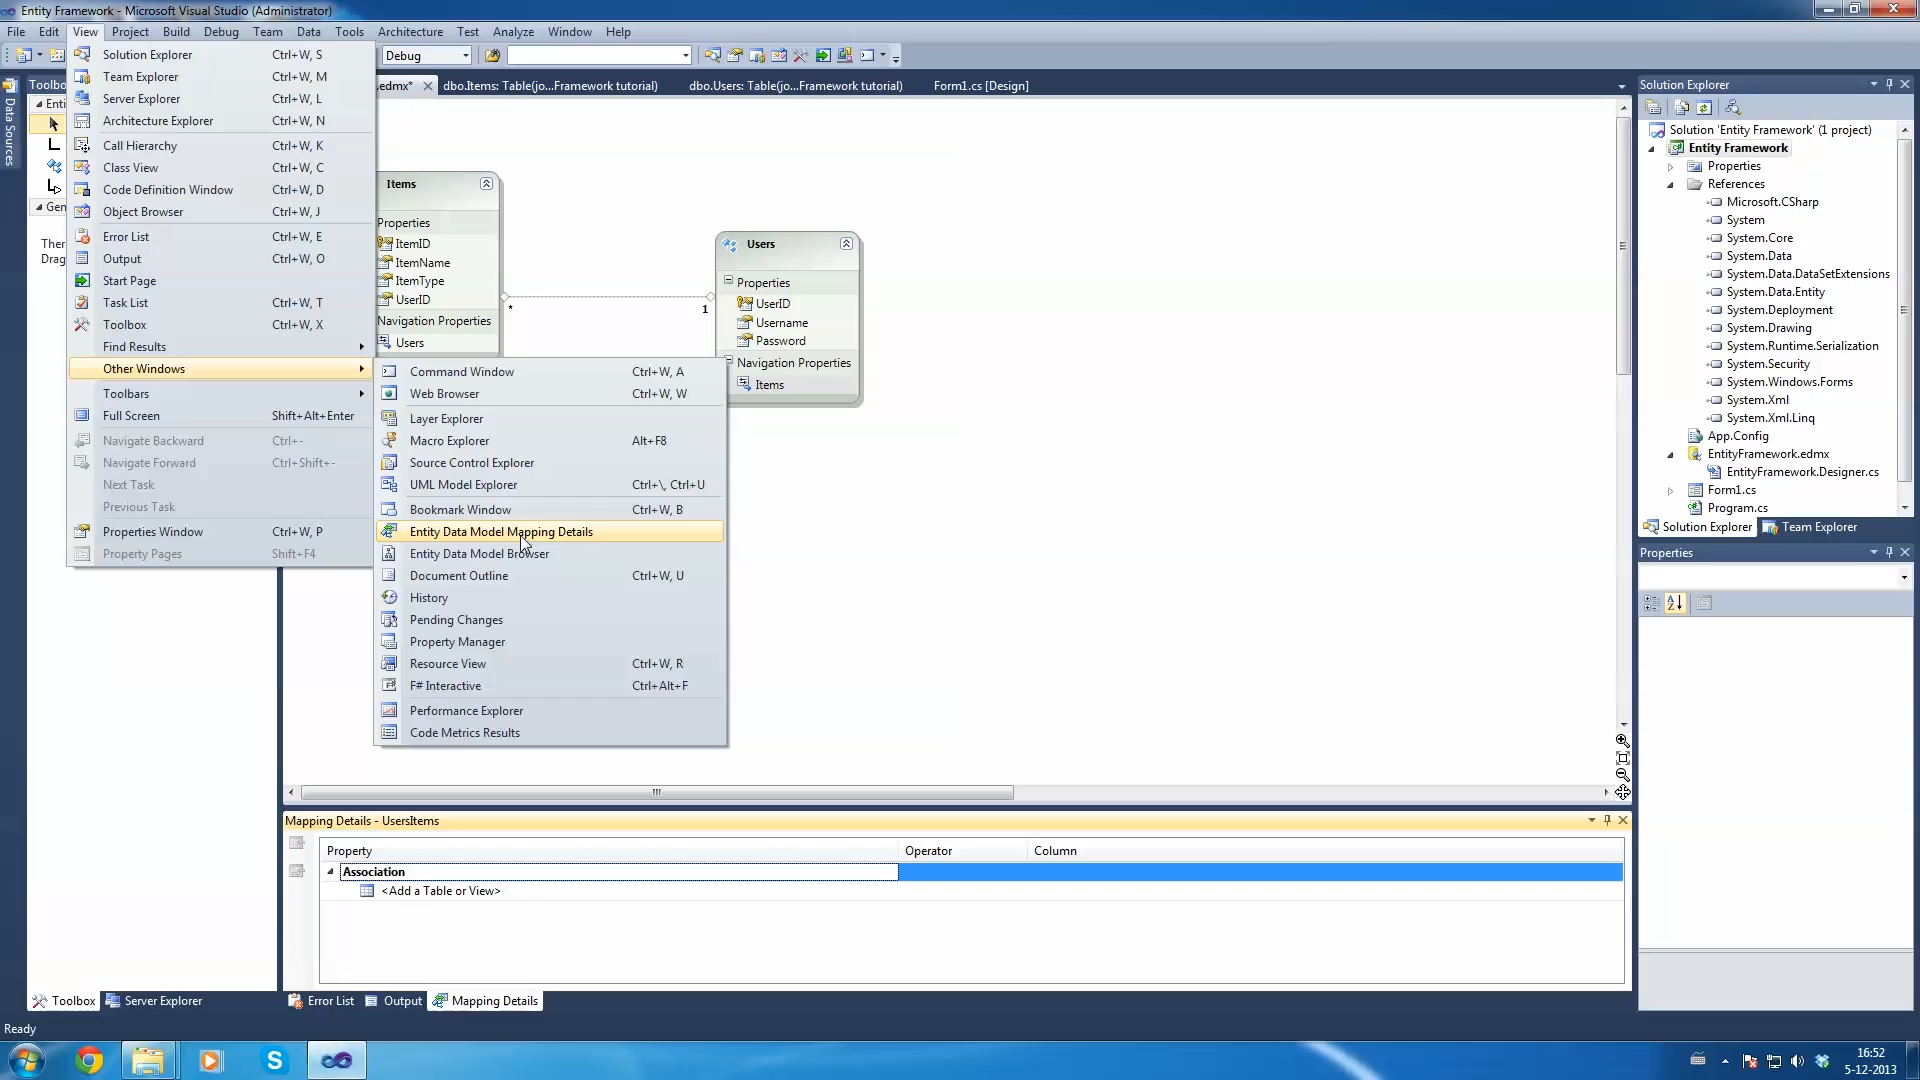 Entity Framework - Microsoft Visual Studio (Administrator)
File Edit View Project Build Debug Team Data Tools Architecture Test Analyze Window Help
Debug
.edmx* dbo.Items: Table(jo...Framework tutorial) dbo.Users: Table(jo...Framework tutorial) Form1.cs [Design]
Data Sources
Toolbo
Enti
Gen
Ther
Drag
Solution Explorer Ctrl+W, S
Team Explorer Ctrl+W, M
Server Explorer Ctrl+W, L
Architecture Explorer Ctrl+W, N
Call Hierarchy Ctrl+W, K
Class View Ctrl+W, C
Code Definition Window Ctrl+W, D
Object Browser Ctrl+W, J
Error List Ctrl+W, E
Output Ctrl+W, O
Start Page
Task List Ctrl+W, T
Toolbox Ctrl+W, X
Find Results
Other Windows
Toolbars
Full Screen Shift+Alt+Enter
Navigate Backward Ctrl+-
Navigate Forward Ctrl+Shift+-
Next Task
Previous Task
Properties Window Ctrl+W, P
Property Pages Shift+F4
Command Window Ctrl+W, A
Web Browser Ctrl+W, W
Layer Explorer
Macro Explorer Alt+F8
Source Control Explorer
UML Model Explorer Ctrl+\, Ctrl+U
Bookmark Window Ctrl+W, B
Entity Data Model Mapping Details
Entity Data Model Browser
Document Outline Ctrl+W, U
History
Pending Changes
Property Manager
Resource View Ctrl+W, R
F# Interactive Ctrl+Alt+F
Performance Explorer
Code Metrics Results
Items
Properties
ItemID
ItemName
ItemType
UserID
Navigation Properties
Users
* 1
Users
Properties
UserID
Username
Password
Navigation Properties
Items
Mapping Details - UsersItems
Property Operator Column
Association
<Add a Table or View>
Toolbox Server Explorer Error List Output Mapping Details
Solution Explorer
Solution 'Entity Framework' (1 project)
Entity Framework
Properties
References
Microsoft.CSharp
System
System.Core
System.Data
System.Data.DataSetExtensions
System.Data.Entity
System.Deployment
System.Drawing
System.Runtime.Serialization
System.Security
System.Windows.Forms
System.Xml
System.Xml.Linq
App.Config
EntityFramework.edmx
EntityFramework.Designer.cs
Form1.cs
Program.cs
Solution Explorer Team Explorer
Properties
Ready
16:52
5-12-2013